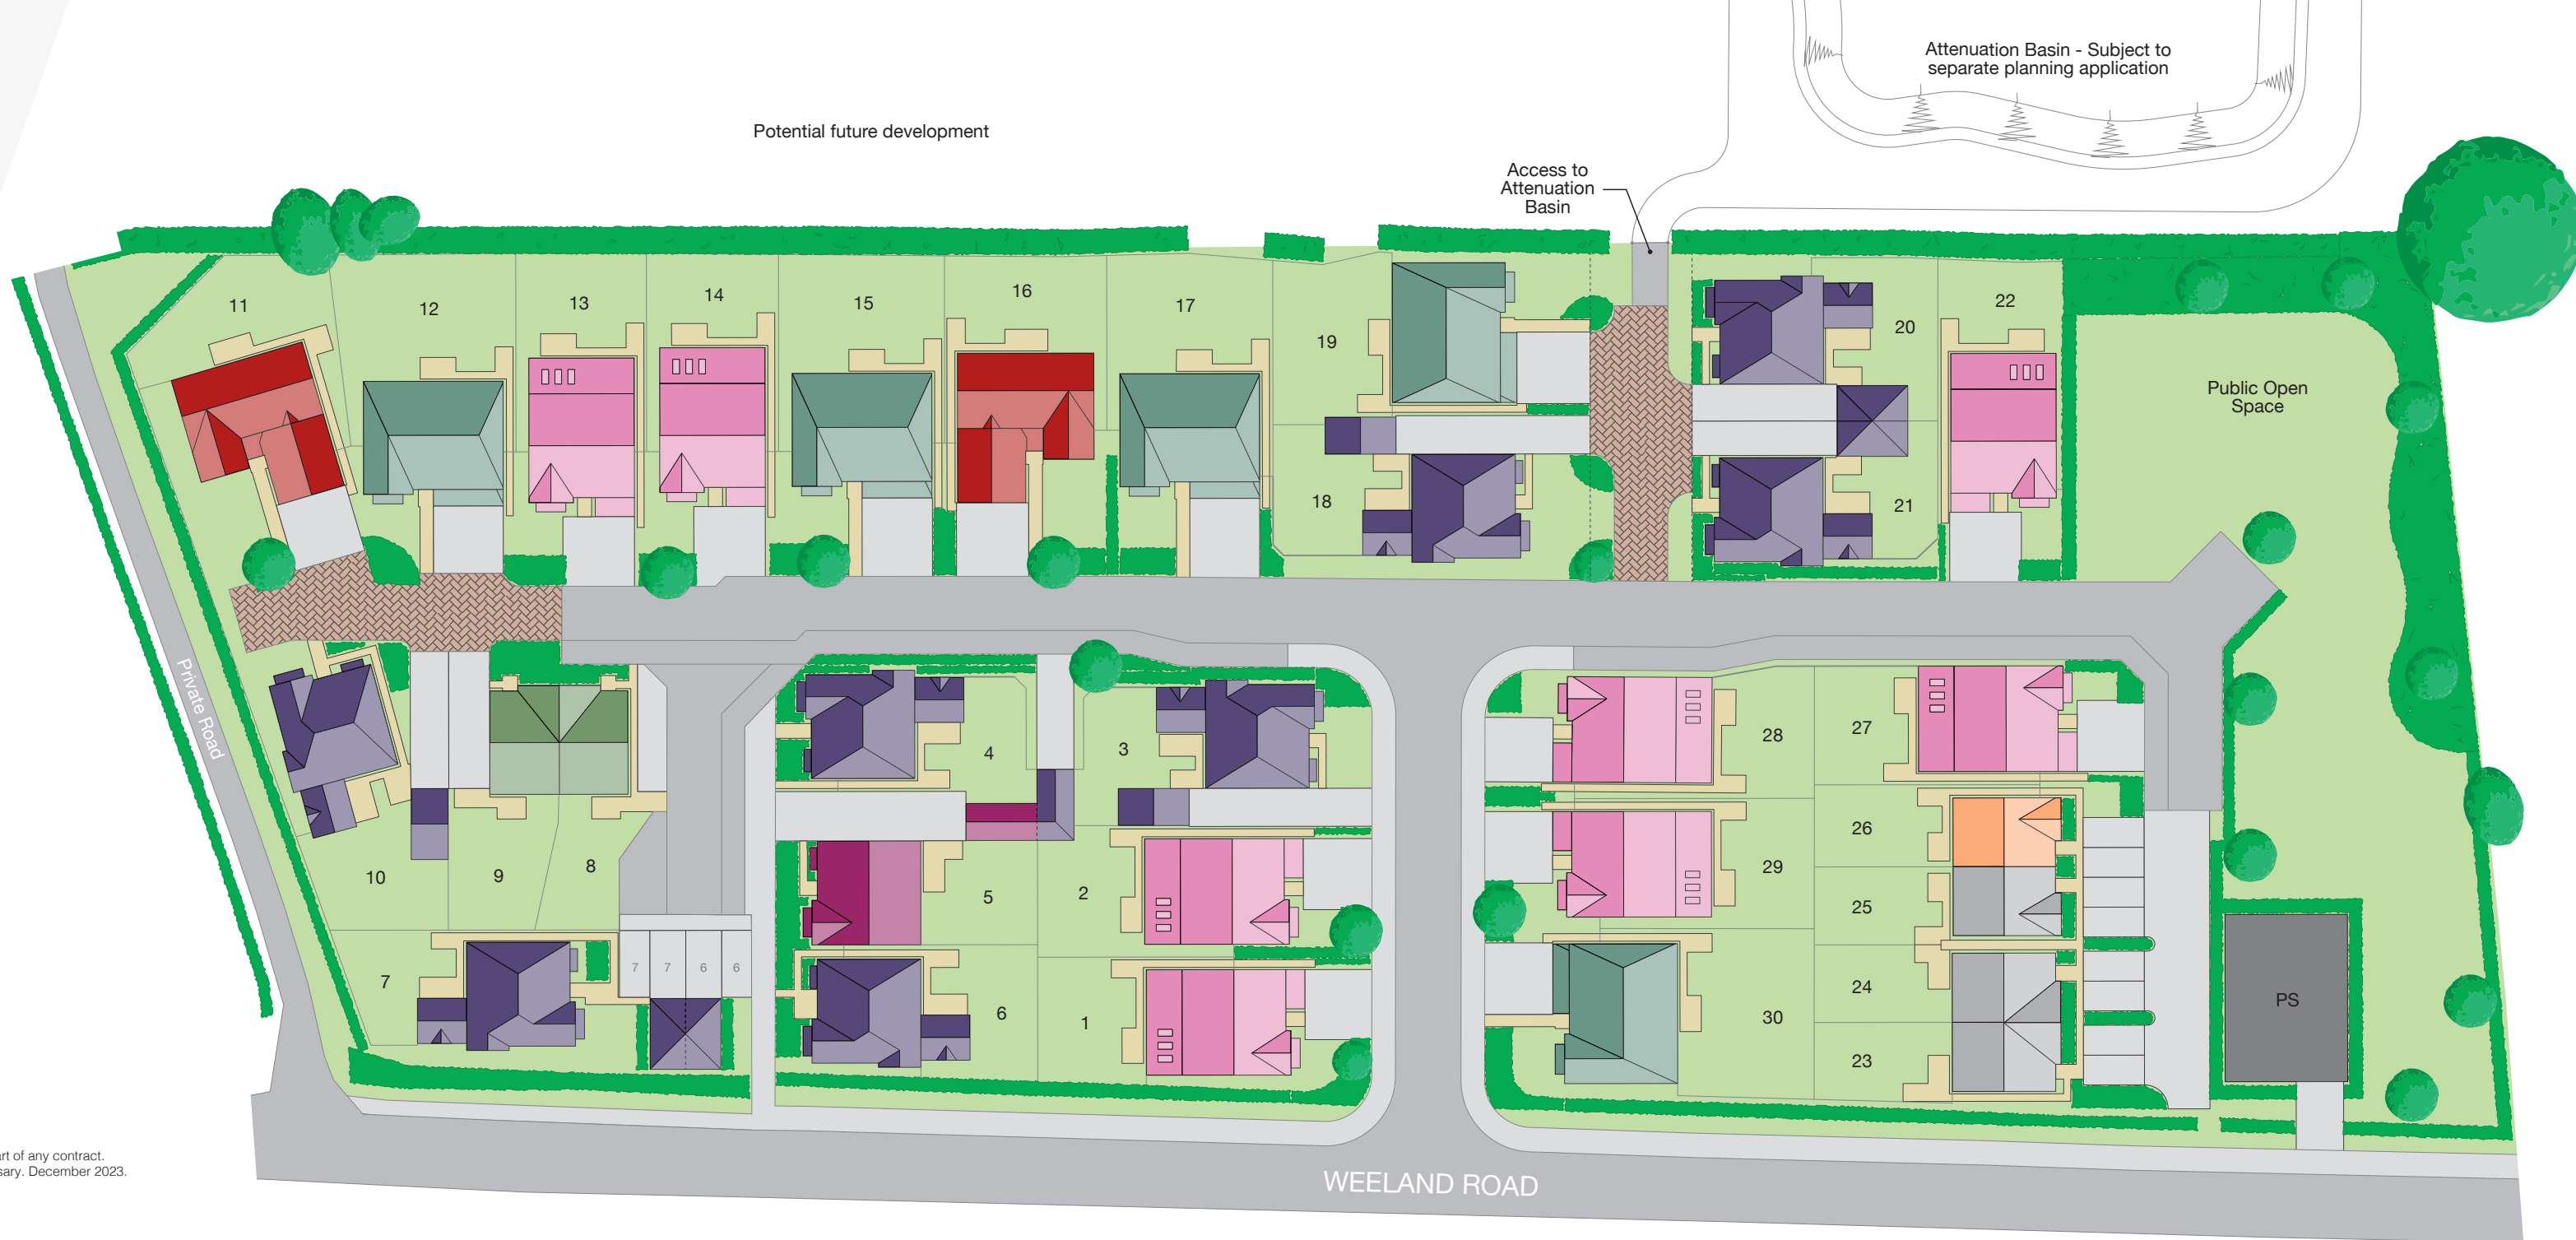 Attenuation Basin - Subject to
separate planning application
Potential future development
Access to
Attenuation
Basin
11
12
13
14
15
16
17
19
20
22
Public Open
Space
18
21
Private Road
4
3
28
27
10
9
8
5
2
29
26
25
7
7
7
6
6
6
1
30
24
23
PS
art of any contract.
sary. December 2023.
WEELAND ROAD